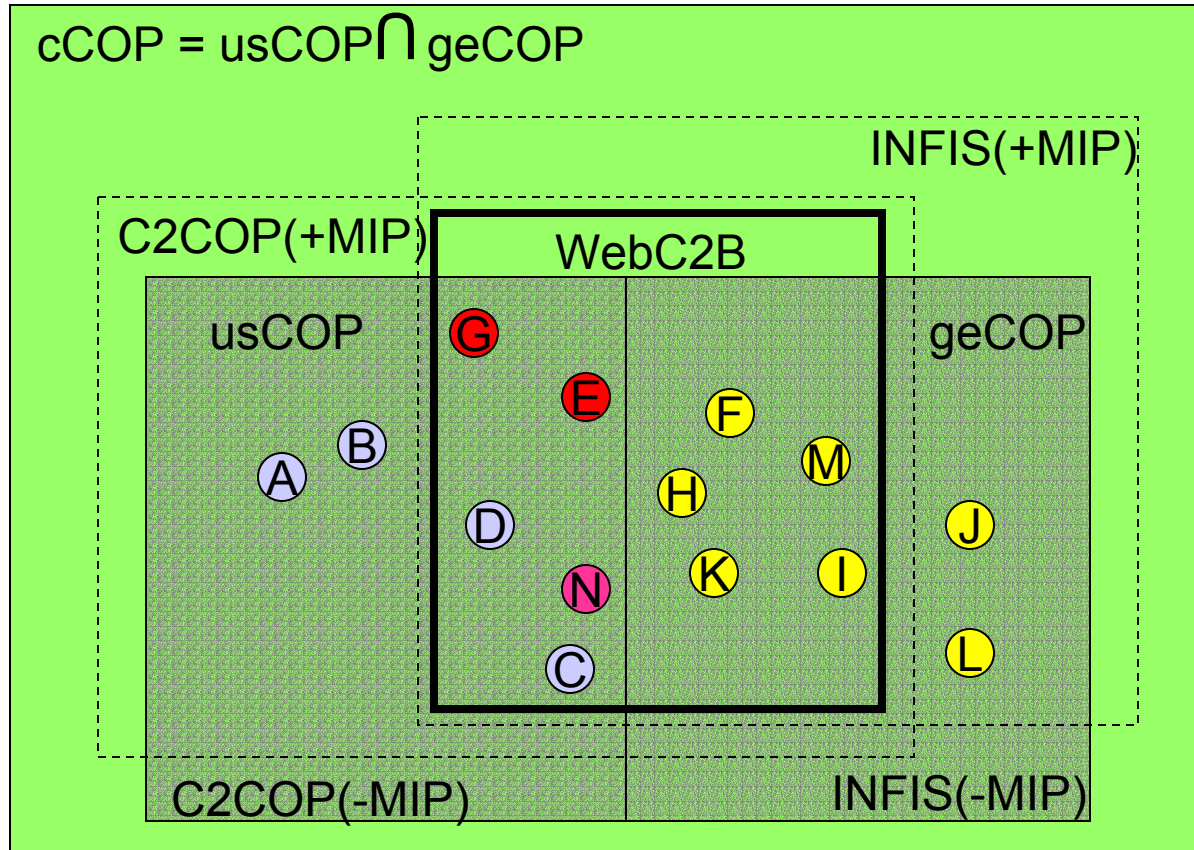 cCOP = usCOP∩ geCOP
INFIS(+MIP)
C2COP(+MIP)
WebC2B
usCOP
geCOP
G
E
F
B
M
A
H
D
J
K
I
N
L
C
C2COP(-MIP)
INFIS(-MIP)